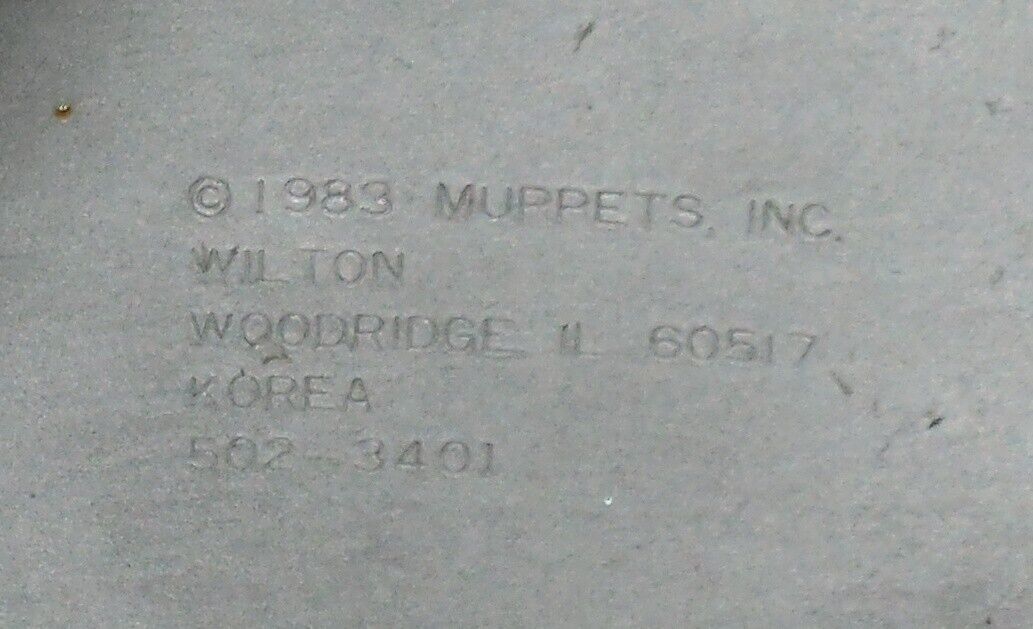 © 1983 MUPPETS, INC.
WILTON
WOODRIDGE IL 60517
KOREA
502-3401